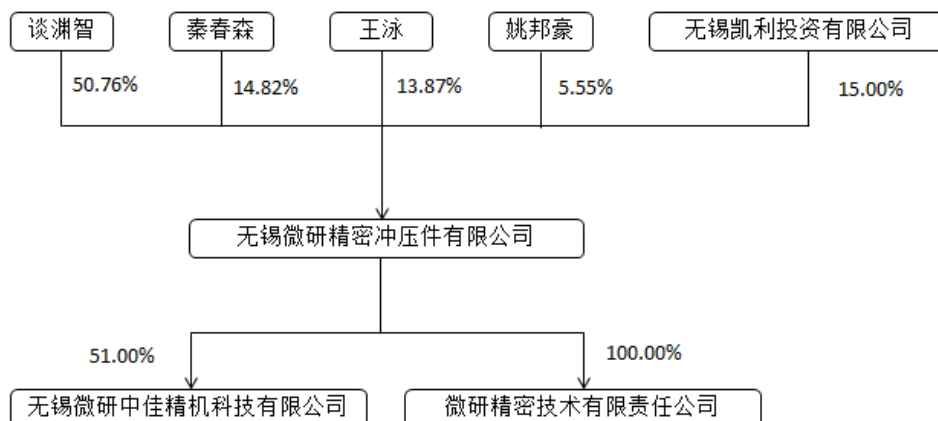 谈渊智
秦春森
王泳
姚邦豪
无锡凯利投资有限公司
50.76%
14.82%
13.87%
5.55%
15.00%
无锡微研精密冲压件有限公司
51.00%
100.00%
无锡微研中佳精机科技有限公司
微研精密技术有限责任公司